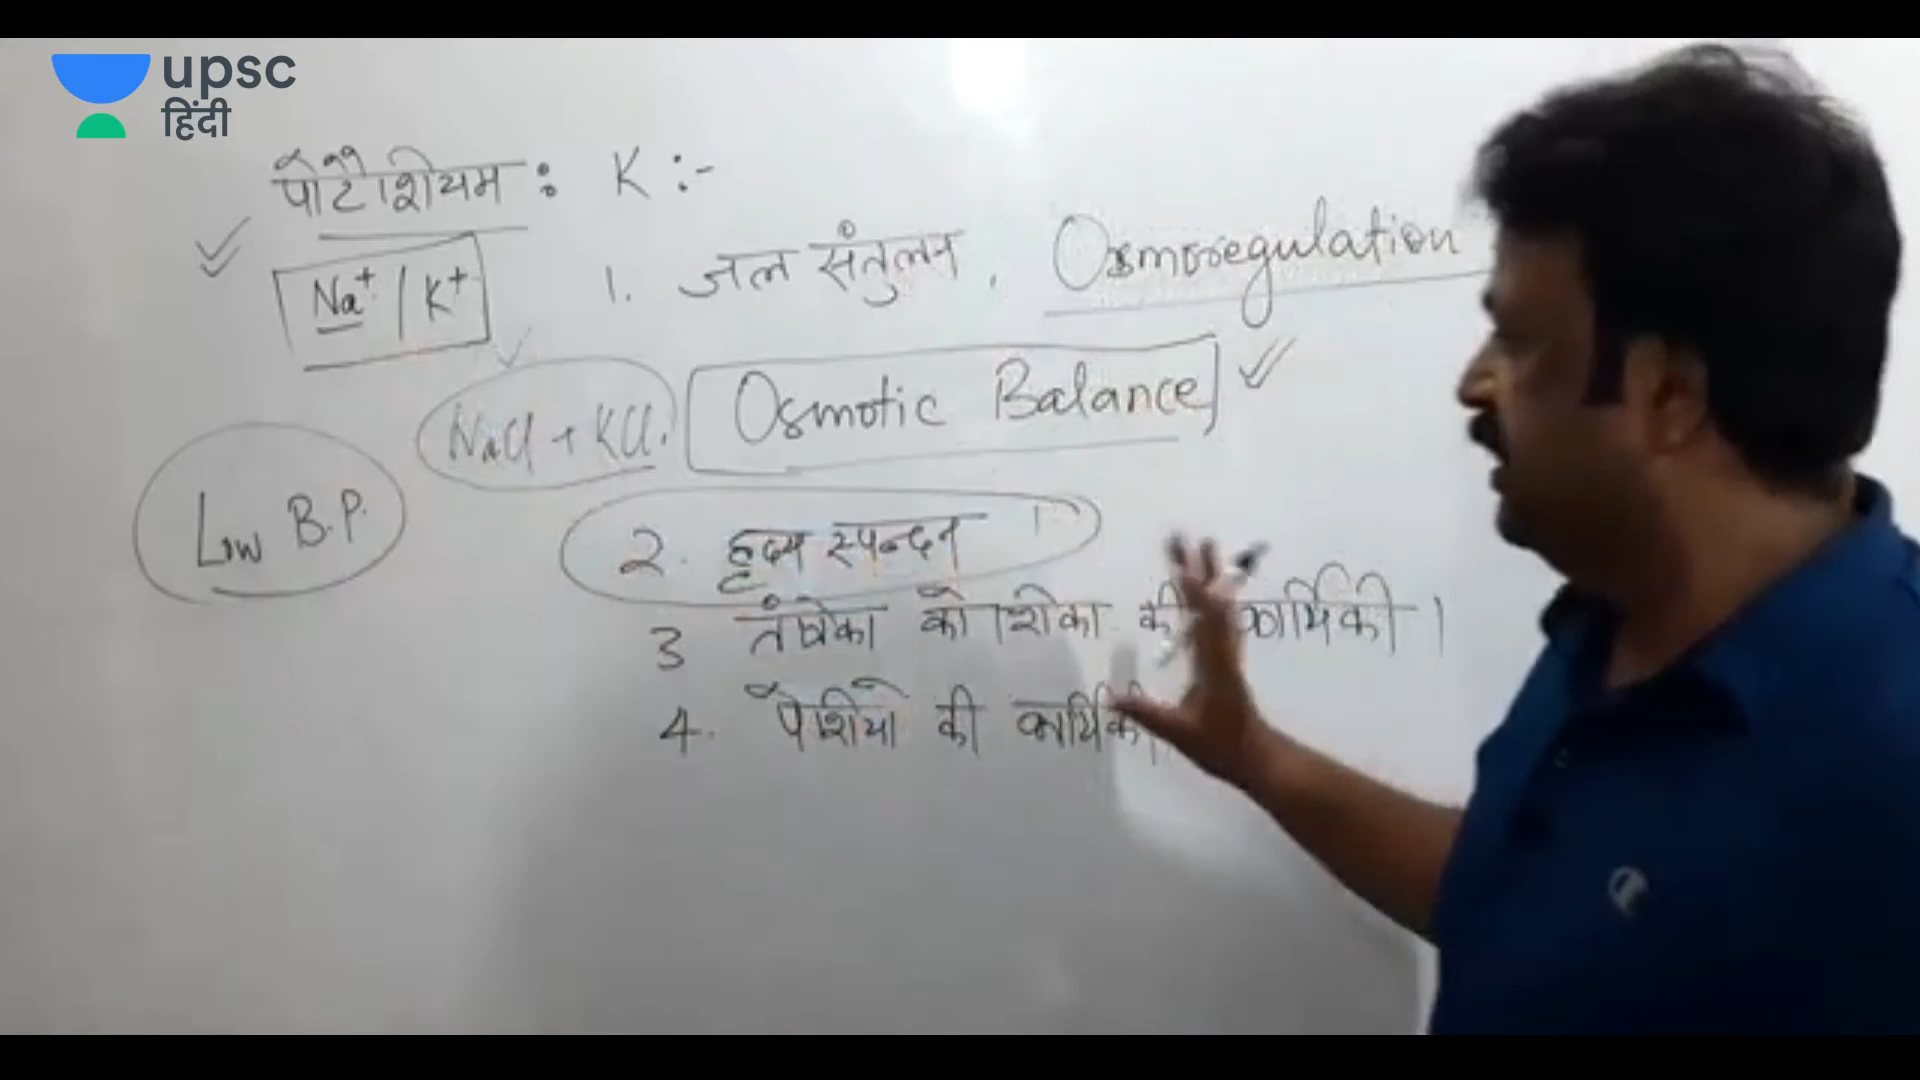 upsc
हिंदी
पोटैशियम : K :-
Na+ / K+
1. जल संतुलन, Osmoregulation
NaCl + KCl.
Osmotic Balance
Low B.P.
2. हृदय स्पन्दन
3 तंत्रिका कोशिका की कार्यिकी ।
4. पेशियों की कार्यिकी